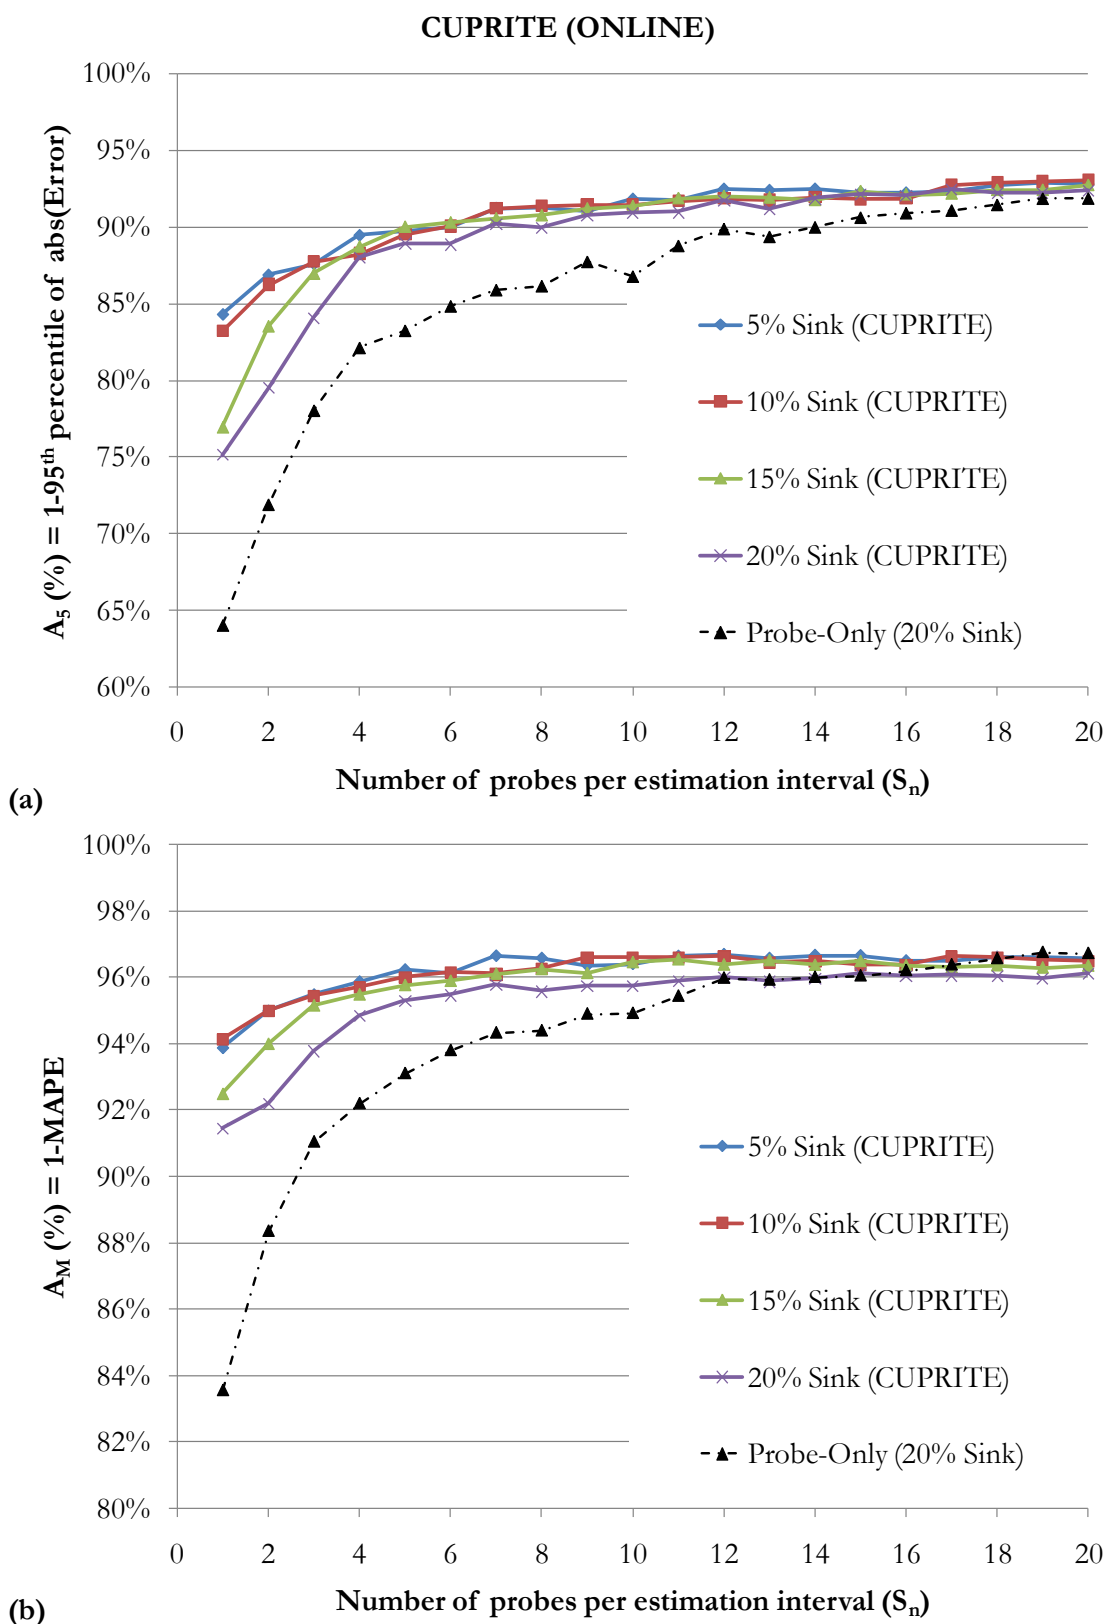 CUPRITE (ONLINE)
A5 (%) = 1-95th percentile of abs(Error)
100%
95%
90%
85%
80%
75%
70%
65%
60%
5% Sink (CUPRITE)
10% Sink (CUPRITE)
15% Sink (CUPRITE)
20% Sink (CUPRITE)
Probe-Only (20% Sink)
0 2 4 6 8 10 12 14 16 18 20
Number of probes per estimation interval (Sn)
(a)
AM (%) = 1-MAPE
100%
98%
96%
94%
92%
90%
88%
86%
84%
82%
80%
5% Sink (CUPRITE)
10% Sink (CUPRITE)
15% Sink (CUPRITE)
20% Sink (CUPRITE)
Probe-Only (20% Sink)
0 2 4 6 8 10 12 14 16 18 20
Number of probes per estimation interval (Sn)
(b)